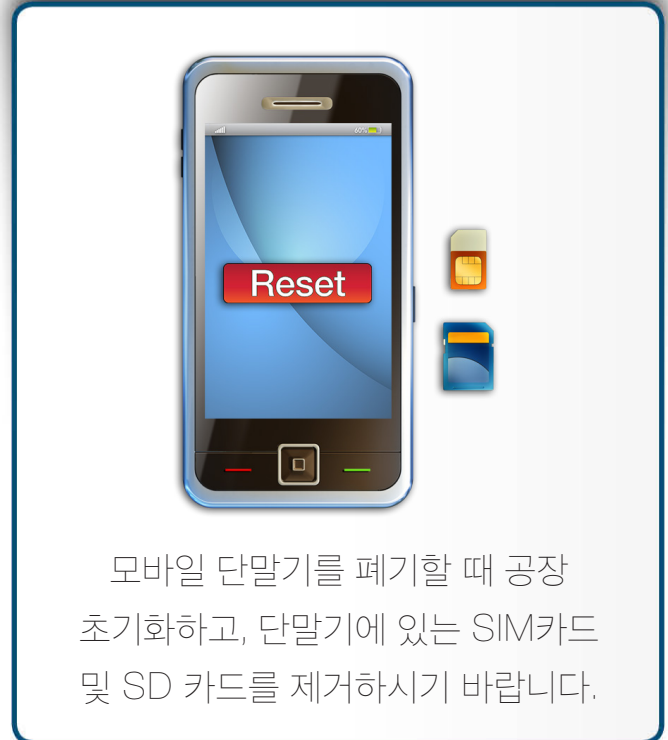 60%
Reset
모바일 단말기를 폐기할 때 공장
초기화하고, 단말기에 있는 SIM카드
및 SD 카드를 제거하시기 바랍니다.